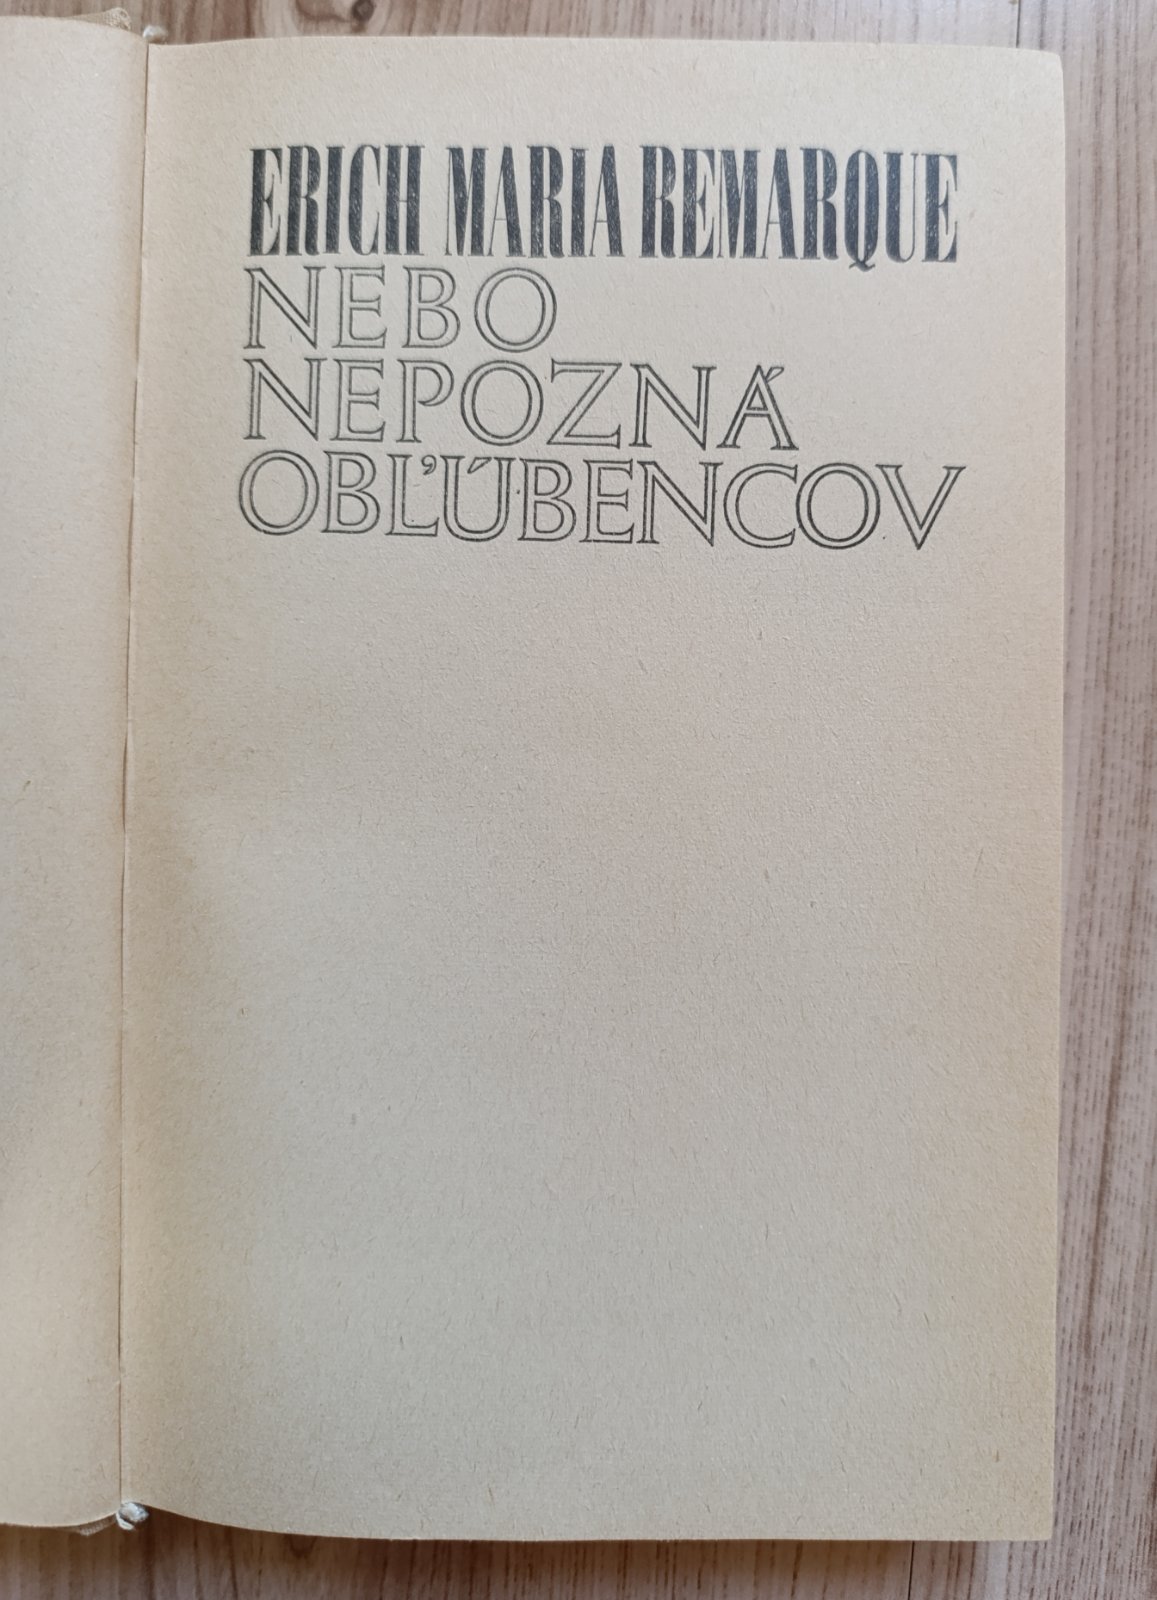 ERICH MARIA REMARQUE
NEBO
NEPOZNÁ
OBĽÚBENCOV